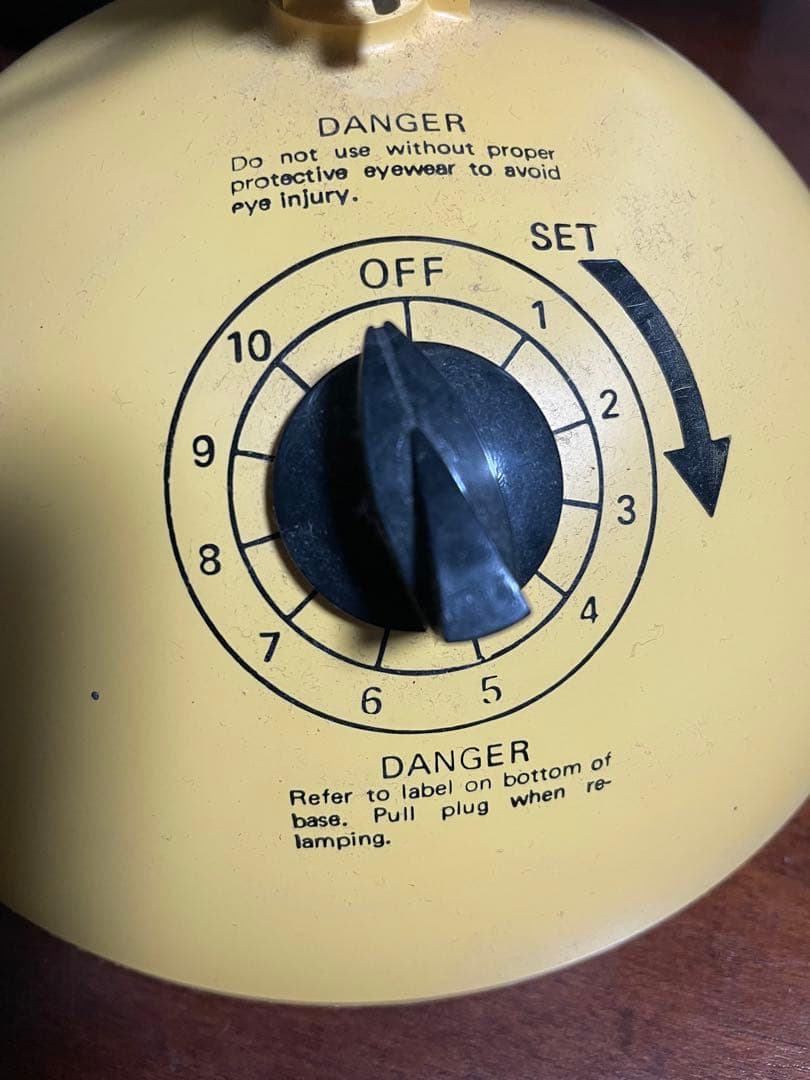 DANGER
Do not use without proper
protective eyewear to avoid
eye injury.
SET
OFF
1
2
3
4
5
6
7
8
9
10
DANGER
Refer to label on bottom of
base. Pull plug when re-
lamping.